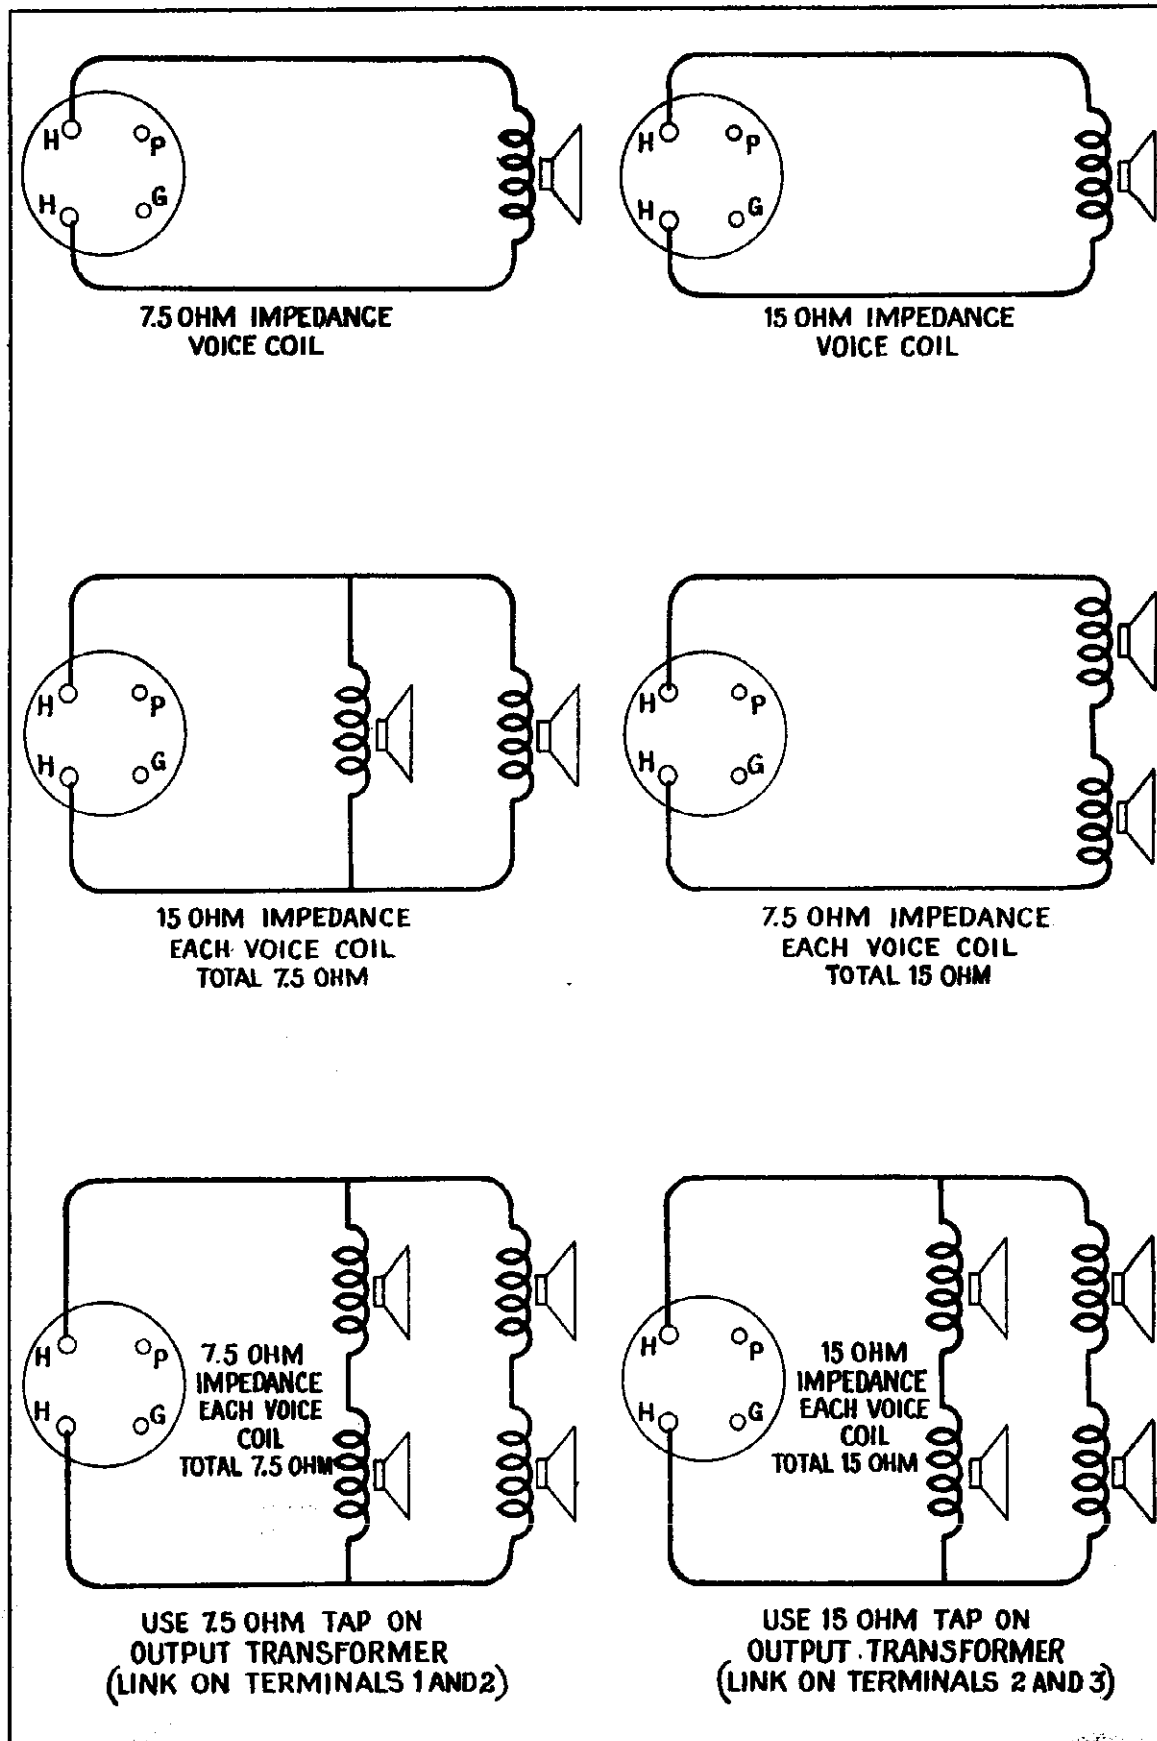 H
P
H
G
7.5 OHM IMPEDANCE
VOICE COIL
H
P
H
G
15 OHM IMPEDANCE
VOICE COIL
H
P
H
G
15 OHM IMPEDANCE
EACH VOICE COIL
TOTAL 7.5 OHM
H
P
H
G
7.5 OHM IMPEDANCE
EACH VOICE COIL
TOTAL 15 OHM
H
P
H
G
7.5 OHM
IMPEDANCE
EACH VOICE
COIL
TOTAL 7.5 OHM
USE 7.5 OHM TAP ON
OUTPUT TRANSFORMER
(LINK ON TERMINALS 1 AND 2)
H
P
H
G
15 OHM
IMPEDANCE
EACH VOICE
COIL
TOTAL 15 OHM
USE 15 OHM TAP ON
OUTPUT TRANSFORMER
(LINK ON TERMINALS 2 AND 3)